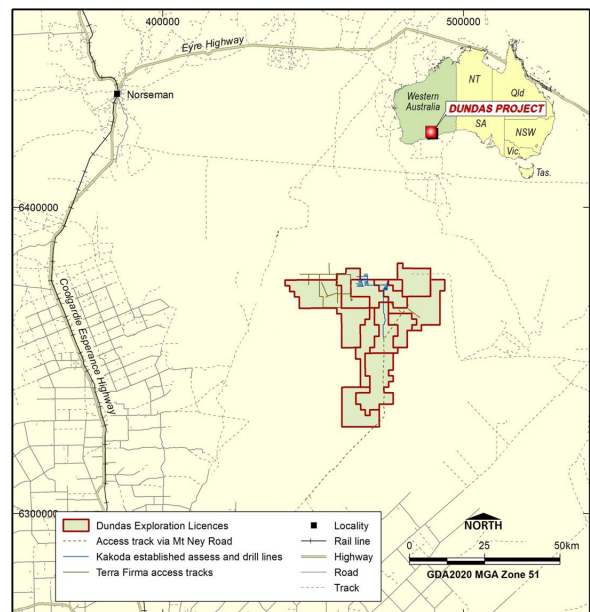 400000
500000
Eyre Highway
Norseman
Western
Australia
NT
Qld
DUNDAS PROJECT
SA
NSW
Vic.
Tas.
6400000
Coolgardie Esperance Highway
6300000
Dundas Exploration Licences
Access track via Mt Ney Road
Kakoda established assess and drill lines
Terra Firma access tracks
Locality
Rail line
Highway
Road
Track
NORTH
0 25 50km
GDA2020 MGA Zone 51